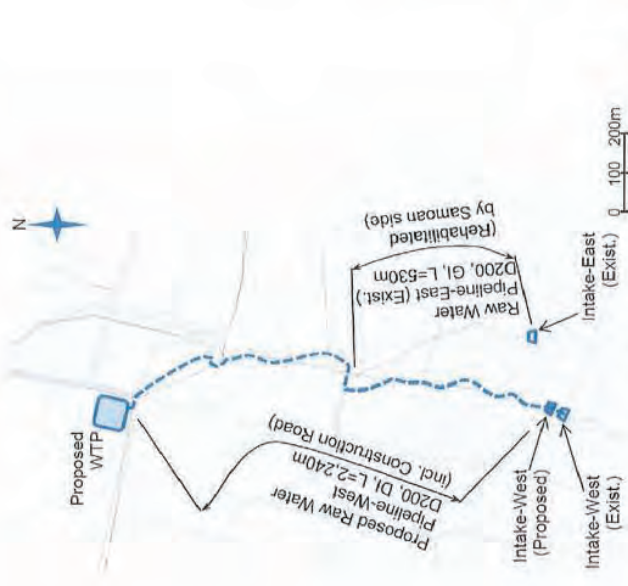 N
Proposed
WTP
Proposed Raw Water
Pipeline-West
D200, DI, L=2,240m
(incl. Construction Road)
Raw Water
Pipeline-East (Exist.)
D200, GI, L=530m
(Rehabilitated
by Samoan side)
Intake-West
(Proposed)
Intake-West
(Exist.)
Intake-East
(Exist.)
0 100 200m